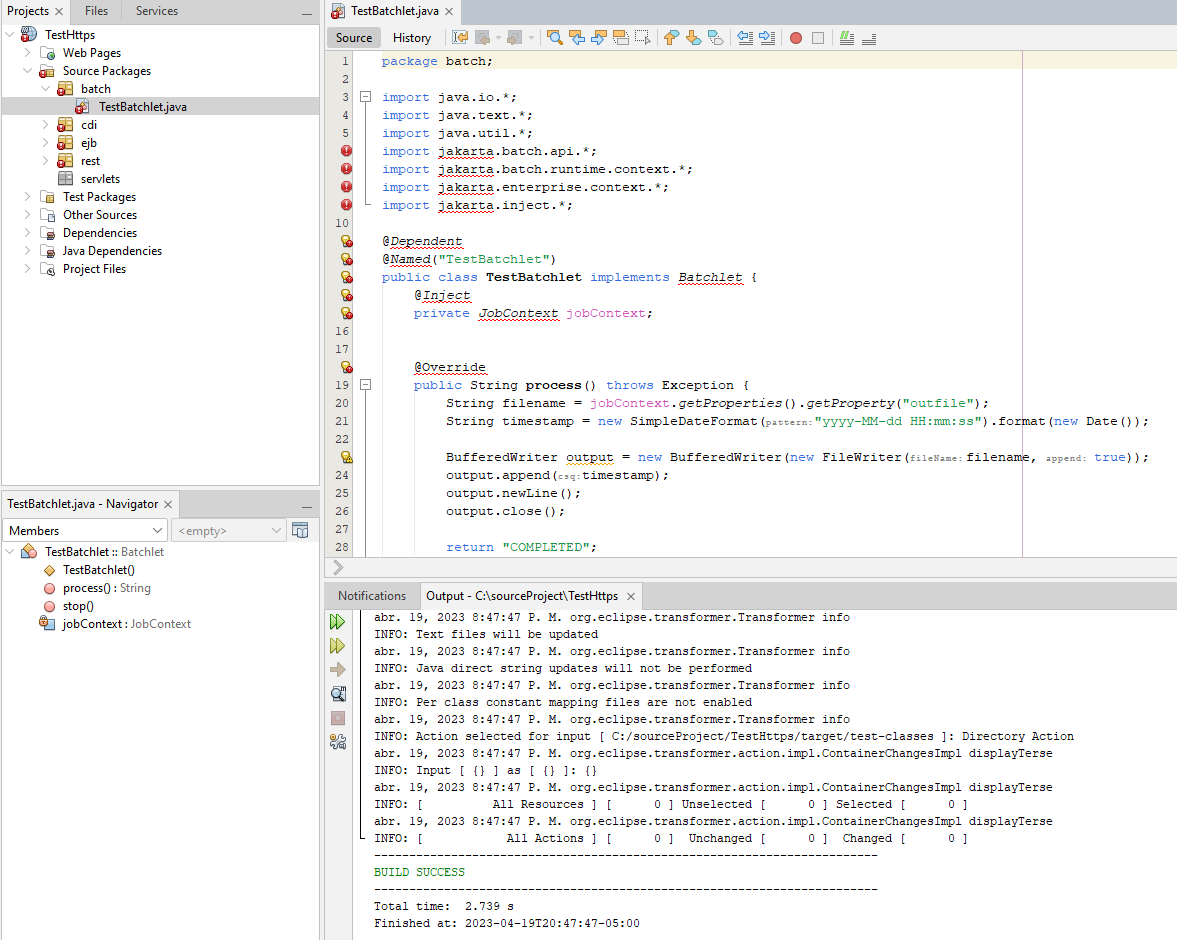 Projects
Files
Services
TestHttps
Web Pages
Source Packages
batch
TestBatchlet.java
cdi
ejb
rest
servlets
Test Packages
Other Sources
Dependencies
Java Dependencies
Project Files
TestBatchlet.java - Navigator
Members
<empty>
TestBatchlet :: Batchlet
TestBatchlet()
process() : String
stop()
jobContext : JobContext
TestBatchlet.java
Source
History
1 package batch;
2
3 import java.io.*;
4 import java.text.*;
5 import java.util.*;
import jakarta.batch.api.*;
import jakarta.batch.runtime.context.*;
import jakarta.enterprise.context.*;
import jakarta.inject.*;
10
@Dependent
@Named("TestBatchlet")
public class TestBatchlet implements Batchlet {
@Inject
private JobContext jobContext;
16
17
@Override
19 public String process() throws Exception {
20 String filename = jobContext.getProperties().getProperty("outfile");
21 String timestamp = new SimpleDateFormat(pattern:"yyyy-MM-dd HH:mm:ss").format(new Date());
22
BufferedWriter output = new BufferedWriter(new FileWriter(fileName:filename, append: true));
24 output.append(csq:timestamp);
25 output.newLine();
26 output.close();
27
28 return "COMPLETED";
Notifications
Output - C:\sourceProject\TestHttps
abr. 19, 2023 8:47:47 P. M. org.eclipse.transformer.Transformer info
INFO: Text files will be updated
abr. 19, 2023 8:47:47 P. M. org.eclipse.transformer.Transformer info
INFO: Java direct string updates will not be performed
abr. 19, 2023 8:47:47 P. M. org.eclipse.transformer.Transformer info
INFO: Per class constant mapping files are not enabled
abr. 19, 2023 8:47:47 P. M. org.eclipse.transformer.Transformer info
INFO: Action selected for input [ C:/sourceProject/TestHttps/target/test-classes ]: Directory Action
abr. 19, 2023 8:47:47 P. M. org.eclipse.transformer.action.impl.ContainerChangesImpl displayTerse
INFO: Input [ {} ] as [ {} ]: {}
abr. 19, 2023 8:47:47 P. M. org.eclipse.transformer.action.impl.ContainerChangesImpl displayTerse
INFO: [ All Resources ] [ 0 ] Unselected [ 0 ] Selected [ 0 ]
abr. 19, 2023 8:47:47 P. M. org.eclipse.transformer.action.impl.ContainerChangesImpl displayTerse
INFO: [ All Actions ] [ 0 ] Unchanged [ 0 ] Changed [ 0 ]
------------------------------------------------------------------------
BUILD SUCCESS
------------------------------------------------------------------------
Total time: 2.739 s
Finished at: 2023-04-19T20:47:47-05:00